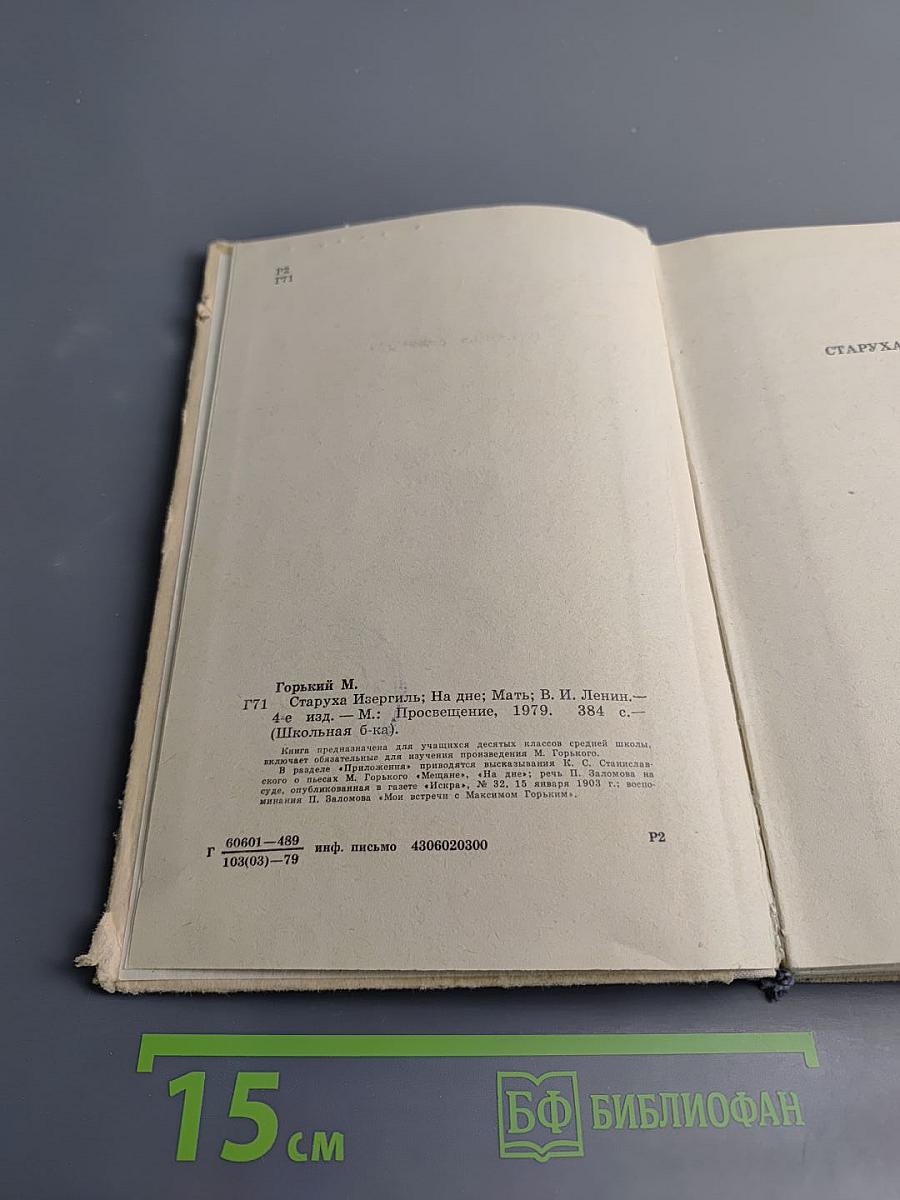 Р2
Г71
СТАРУХА
Горький М.
Г71 Старуха Изергиль; На дне; Мать; В. И. Ленин.—
4-е изд. — М.: Просвещение, 1979. 384 с.—
(Школьная б-ка).
Книга предназначена для учащихся десятых классов средней школы,
включает обязательные для изучения произведения М. Горького.
В разделе «Приложения» приводятся высказывания К. С. Станислав-
ского о пьесах М. Горького «Мещане», «На дне»; речь П. Заломова на
суде, опубликованная в газете «Искра», № 32, 15 января 1903 г.; воспо-
минания П. Заломова «Мои встречи с Максимом Горьким».
Г 60601—489
103(03)—79 инф. письмо 4306020300
Р2
15 см
БФ БИБЛИОФАН